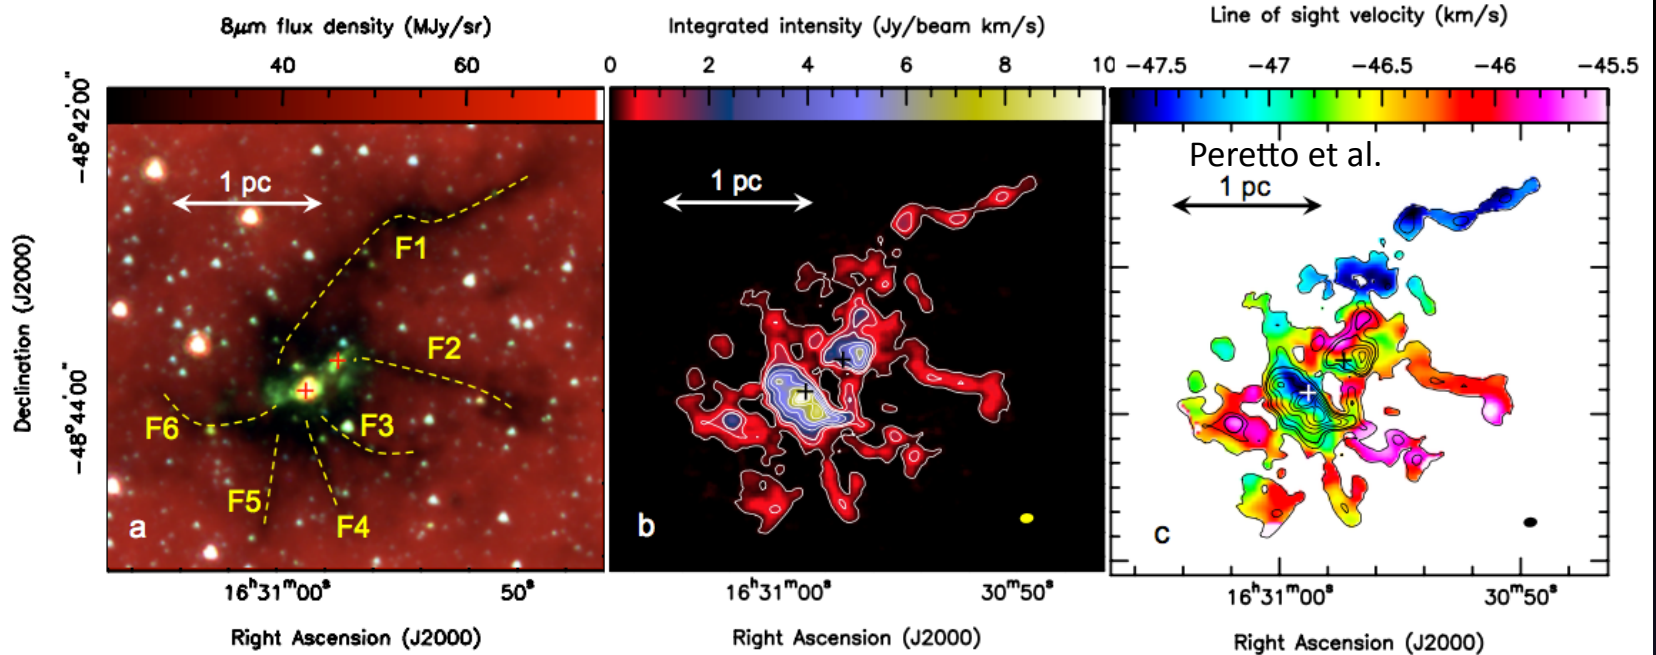 8μm flux density (MJy/sr)
40 60
−48°42'00"
−48°44'00"
Declination (J2000)
1 pc
F1
F2
F3
F4
F5
F6
a
16ʰ31ᵐ00ˢ 50ˢ
Right Ascension (J2000)
Integrated intensity (Jy/beam km/s)
0 2 4 6 8 10
1 pc
b
16ʰ31ᵐ00ˢ 30ᵐ50ˢ
Right Ascension (J2000)
Line of sight velocity (km/s)
−47.5 −47 −46.5 −46 −45.5
Peretto et al.
1 pc
c
16ʰ31ᵐ00ˢ 30ᵐ50ˢ
Right Ascension (J2000)